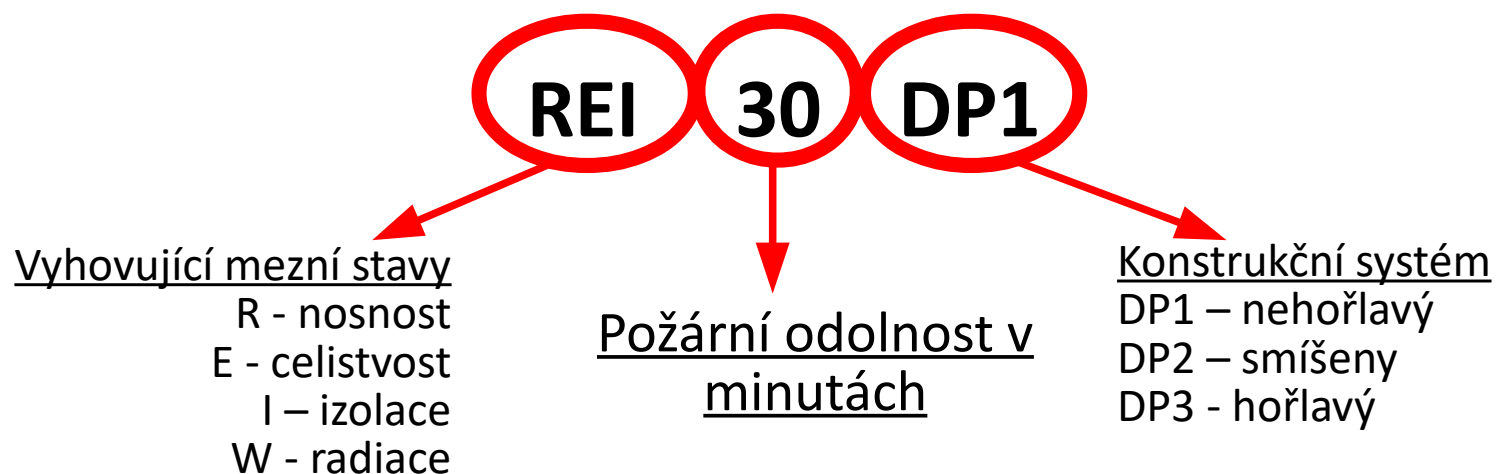 REI 30 DP1
Vyhovující mezní stavy
R - nosnost
E - celistvost
I – izolace
W - radiace
Požární odolnost v
minutách
Konstrukční systém
DP1 – nehořlavý
DP2 – smíšeny
DP3 - hořlavý